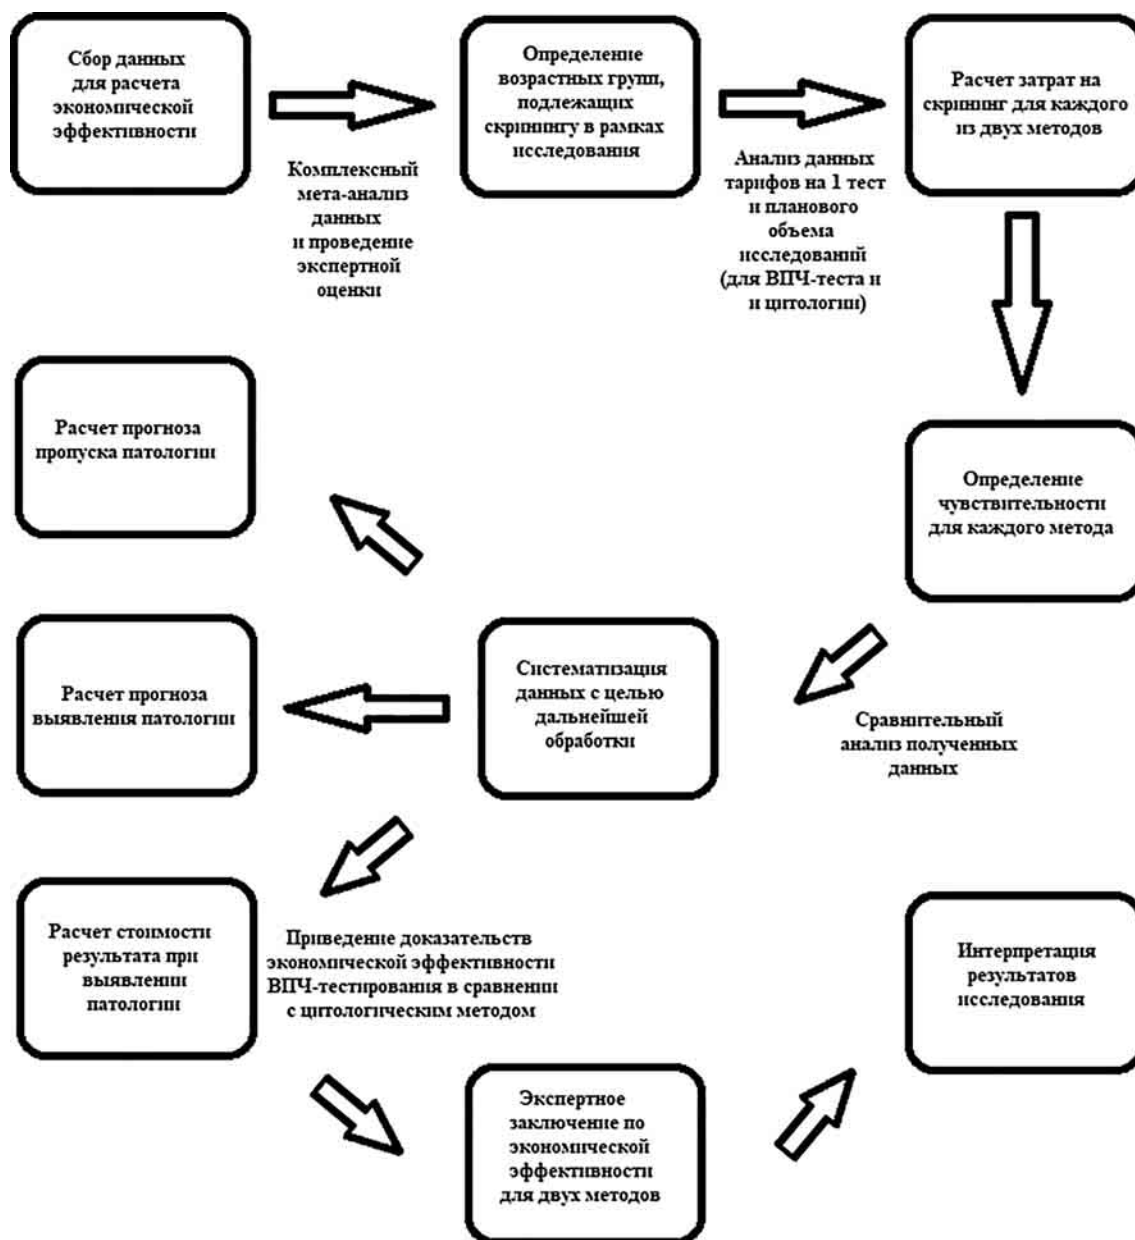 Сбор данных
для расчета
экономической
эффективности
Комплексный
мета-анализ
данных
и проведение
экспертной
оценки
Определение
возрастных групп,
подлежащих
скринингу в рамках
исследования
Анализ данных
тарифов на 1 тест
и планового
объема
исследований
(для ВПЧ-теста и
и цитологии)
Расчет затрат на
скрининг для каждого
из двух методов
Определение
чувствительности
для каждого метода
Сравнительный
анализ полученных
данных
Систематизация
данных с целью
дальнейшей
обработки
Расчет прогноза
пропуска патологии
Расчет прогноза
выявления патологии
Расчет стоимости
результата при
выявлении
патологии
Приведение доказательств
экономической эффективности
ВПЧ-тестирования в сравнении
с цитологическим методом
Экспертное
заключение по
экономической
эффективности
для двух методов
Интерпретация
результатов
исследования